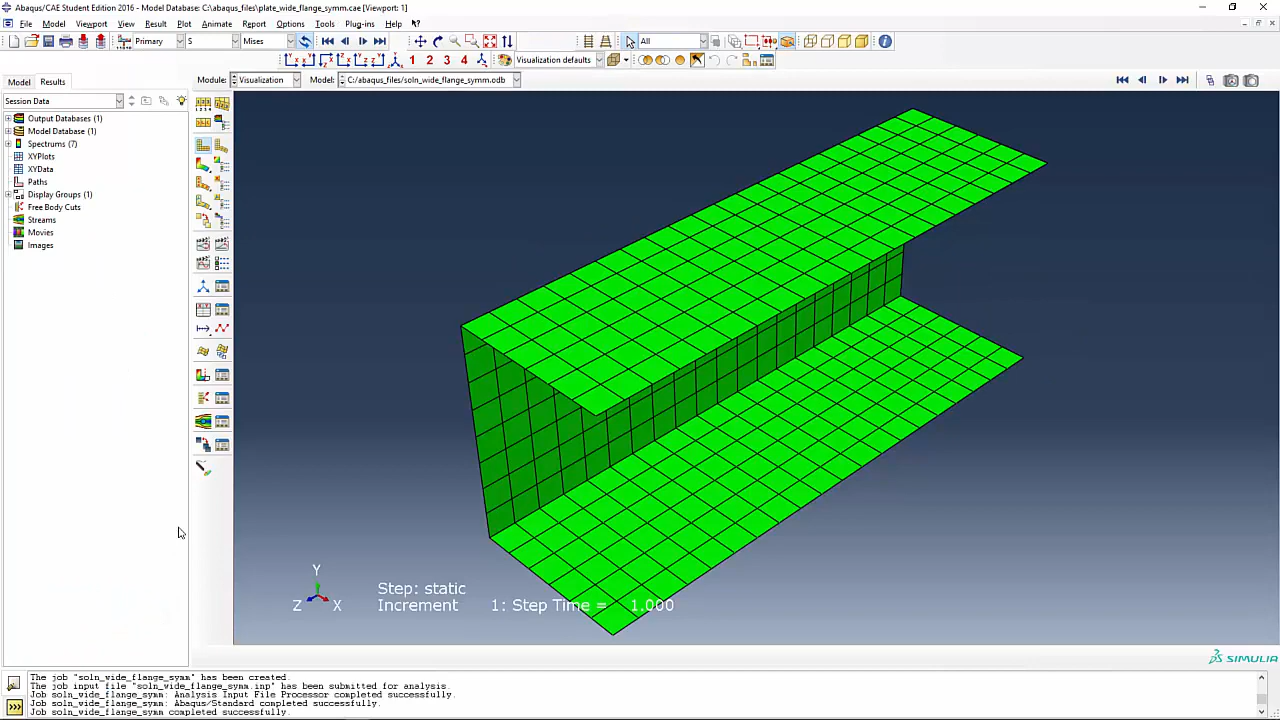 Abaqus/CAE Student Edition 2016 - Model Database: C:\abaqus_files\plate_wide_flange_symm.cae [Viewport: 1]
File Model Viewport View Result Plot Animate Report Options Tools Plug-ins Help
Primary S Mises All
1 2 3 4 Visualization defaults
Model Results Module: Visualization Model: C:/abaqus_files/soln_wide_flange_symm.odb
Session Data
Output Databases (1)
Model Database (1)
Spectrums (7)
XYPlots
XYData
Paths
Display Groups (1)
Free Body Cuts
Streams
Movies
Images
Y
Z X
Step: static
Increment 1: Step Time = 1.000
SIMULIA
The job "soln_wide_flange_symm" has been created.
The job input file "soln_wide_flange_symm.inp" has been submitted for analysis.
Job soln_wide_flange_symm: Analysis Input File Processor completed successfully.
Job soln_wide_flange_symm: Abaqus/Standard completed successfully.
Job soln_wide_flange_symm completed successfully.